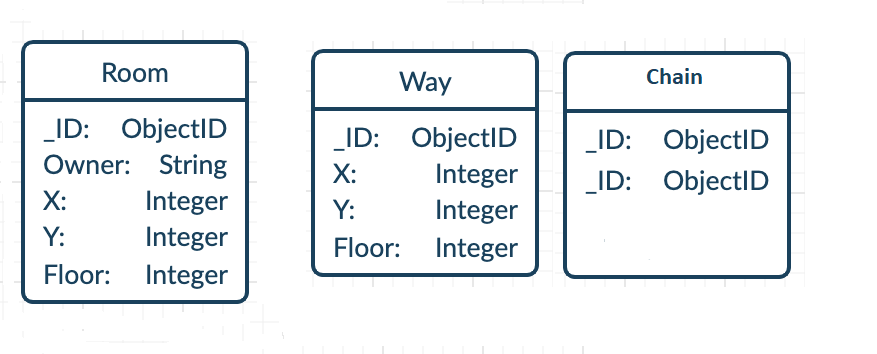 Room
_ID: ObjectID
Owner: String
X: Integer
Y: Integer
Floor: Integer
Way
_ID: ObjectID
X: Integer
Y: Integer
Floor: Integer
Chain
_ID: ObjectID
_ID: ObjectID